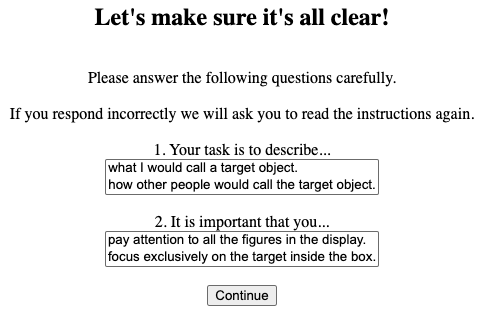 Let's make sure it's all clear!
Please answer the following questions carefully.
If you respond incorrectly we will ask you to read the instructions again.
1. Your task is to describe...
what I would call a target object.
how other people would call the target object.
2. It is important that you...
pay attention to all the figures in the display.
focus exclusively on the target inside the box.
Continue